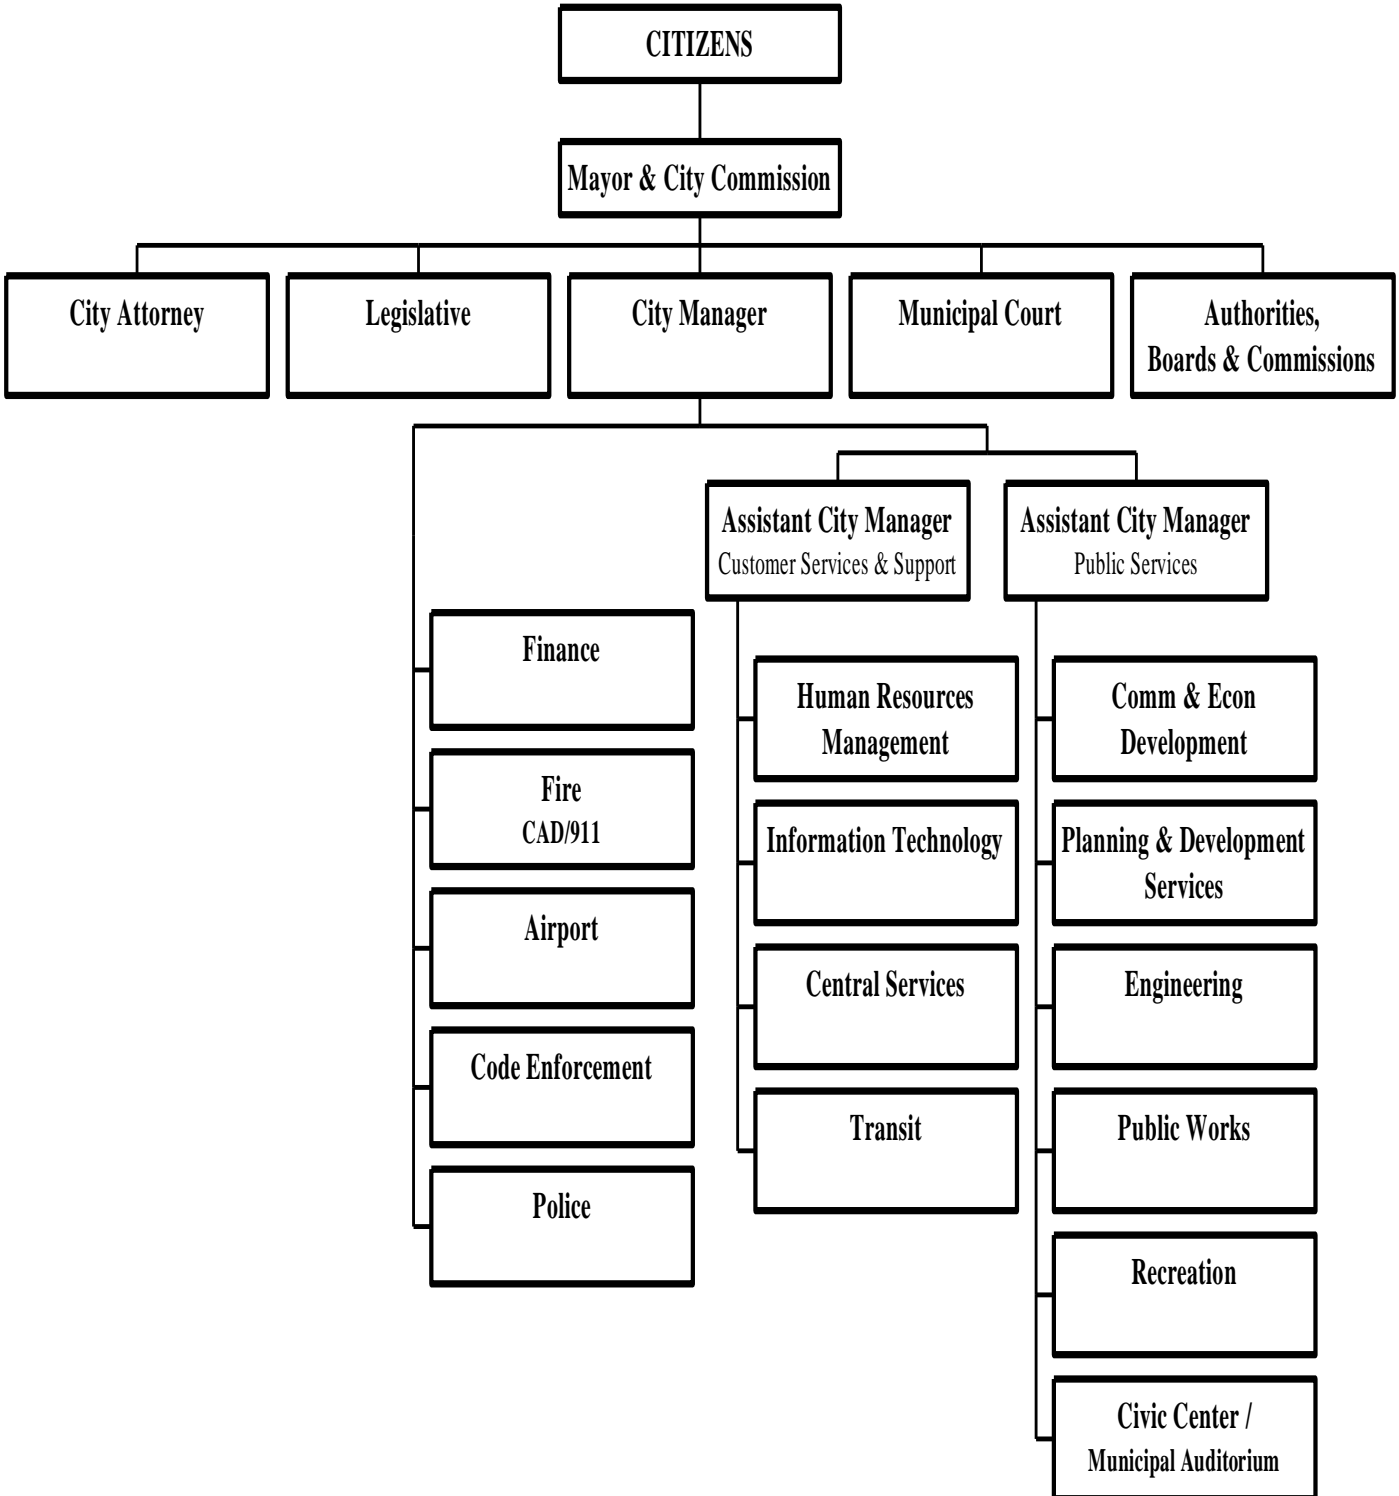 CITIZENS
Mayor & City Commission
City Attorney
Legislative
City Manager
Municipal Court
Authorities,
Boards & Commissions
Assistant City Manager
Customer Services & Support
Assistant City Manager
Public Services
Finance
Fire
CAD/911
Airport
Code Enforcement
Police
Human Resources
Management
Information Technology
Central Services
Transit
Comm & Econ
Development
Planning & Development
Services
Engineering
Public Works
Recreation
Civic Center /
Municipal Auditorium